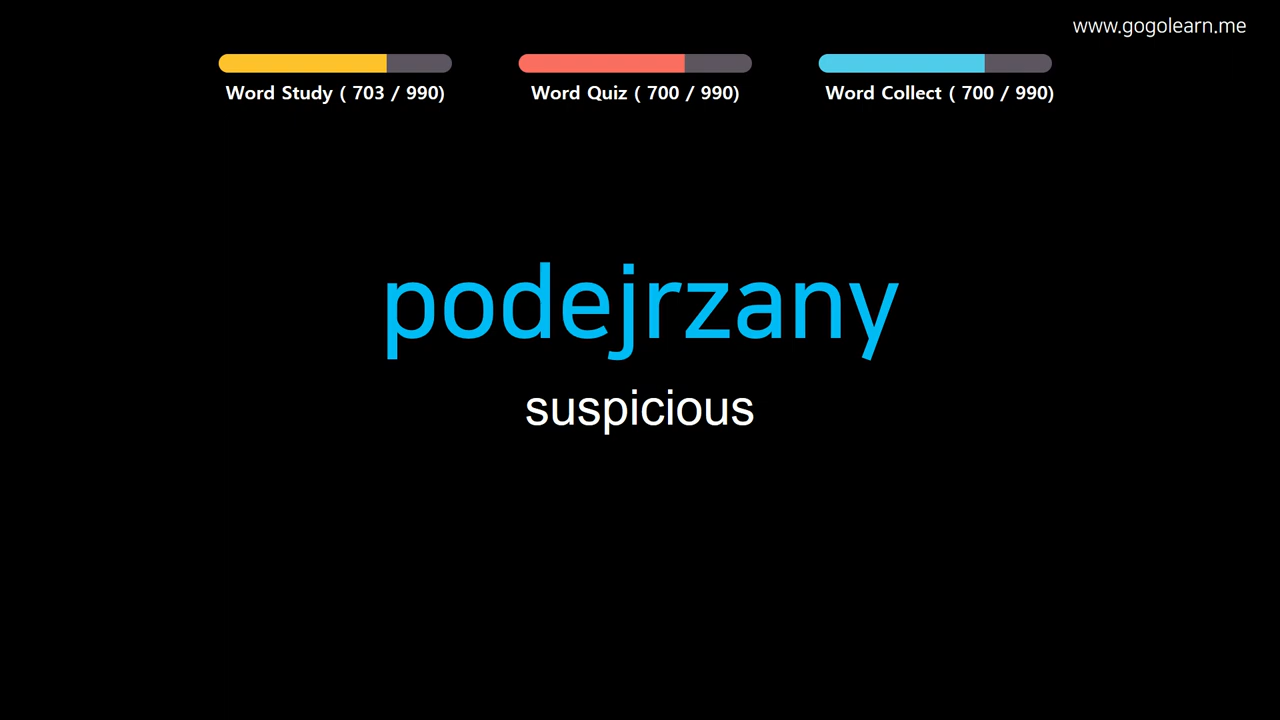 www.gogolearn.me
Word Study ( 703 / 990)
Word Quiz ( 700 / 990)
Word Collect ( 700 / 990)
podejrzany
suspicious